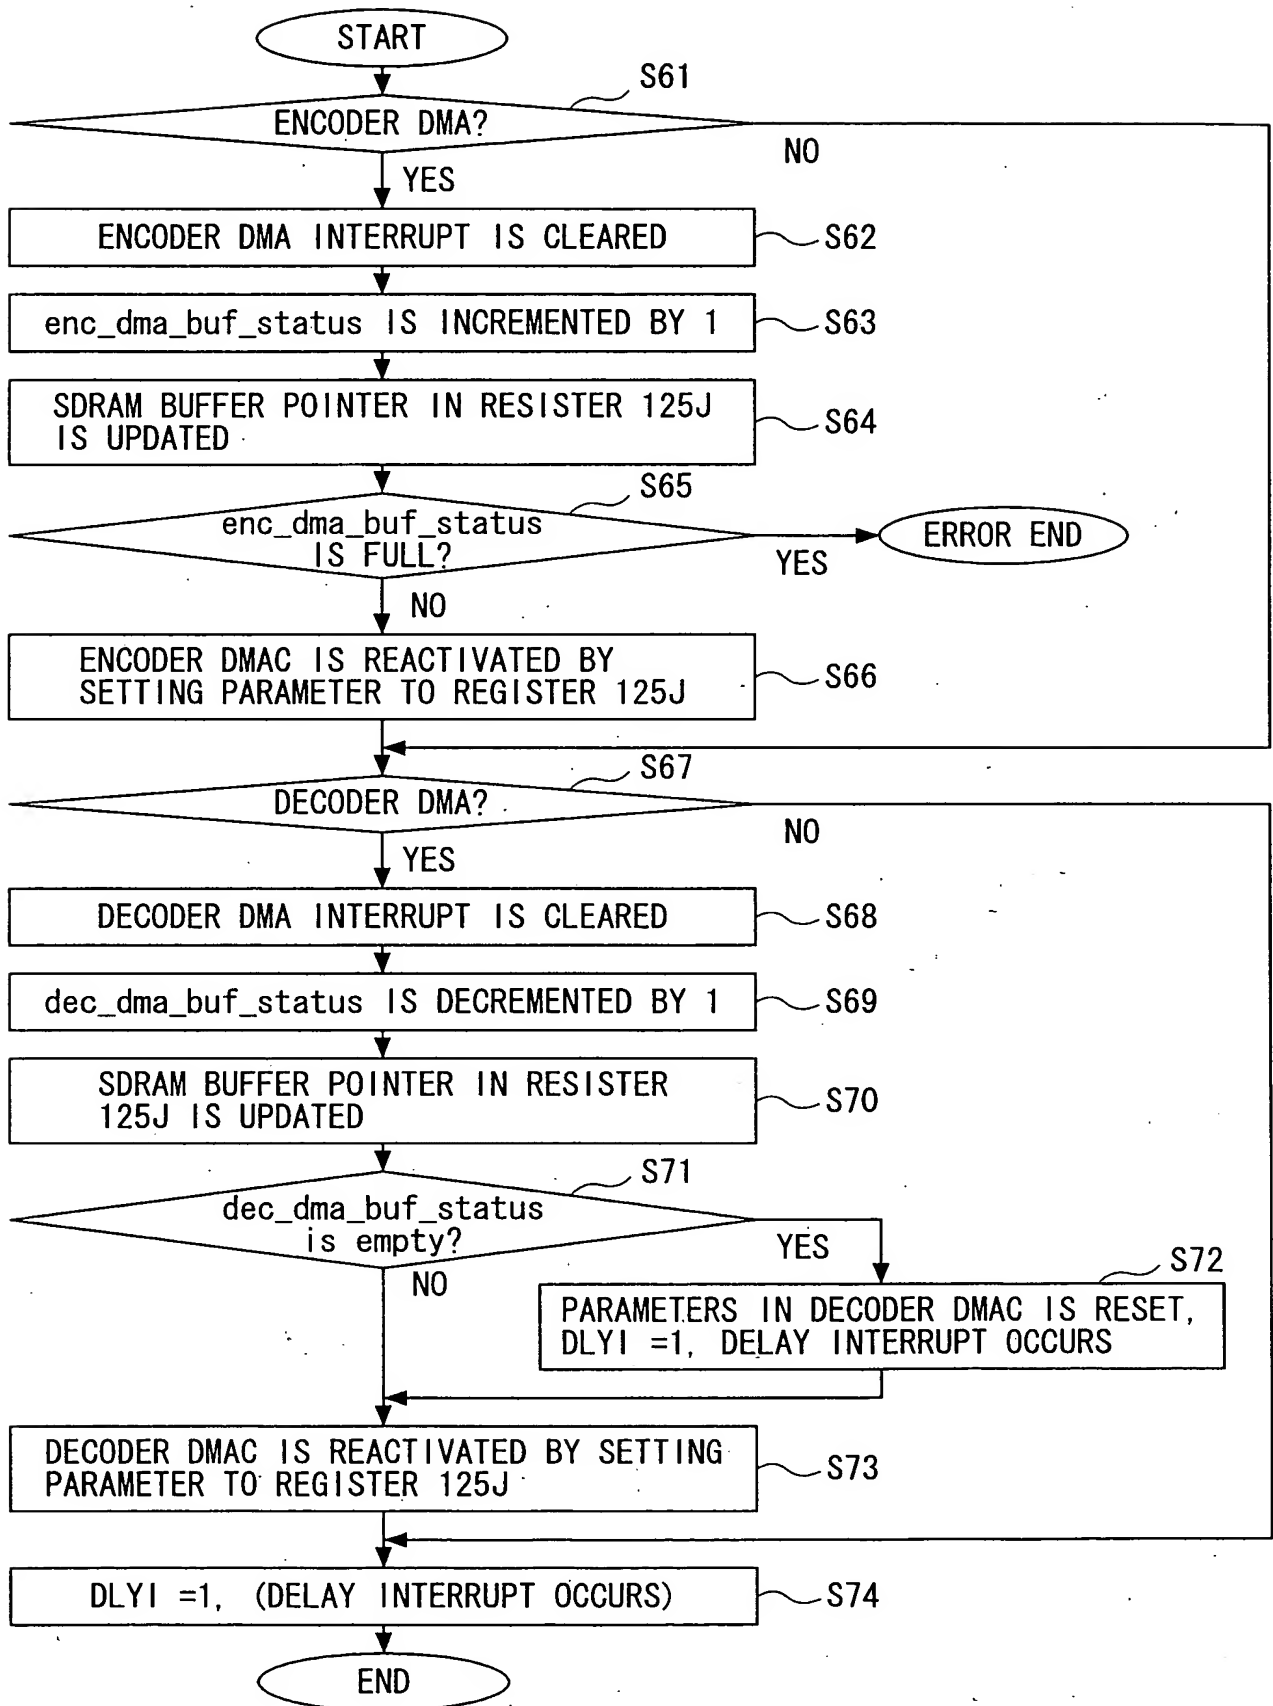 START
S61
ENCODER DMA?
NO
YES
ENCODER DMA INTERRUPT IS CLEARED
S62
enc_dma_buf_status IS INCREMENTED BY 1
S63
SDRAM BUFFER POINTER IN RESISTER 125J
IS UPDATED
S64
S65
enc_dma_buf_status
IS FULL?
YES
ERROR END
NO
ENCODER DMAC IS REACTIVATED BY
SETTING PARAMETER TO REGISTER 125J
S66
S67
DECODER DMA?
NO
YES
DECODER DMA INTERRUPT IS CLEARED
S68
dec_dma_buf_status IS DECREMENTED BY 1
S69
SDRAM BUFFER POINTER IN RESISTER
125J IS UPDATED
S70
S71
dec_dma_buf_status
is empty?
YES
NO
S72
PARAMETERS IN DECODER DMAC IS RESET,
DLYI =1, DELAY INTERRUPT OCCURS
DECODER DMAC IS REACTIVATED BY SETTING
PARAMETER TO REGISTER 125J
S73
DLYI =1, (DELAY INTERRUPT OCCURS)
S74
END